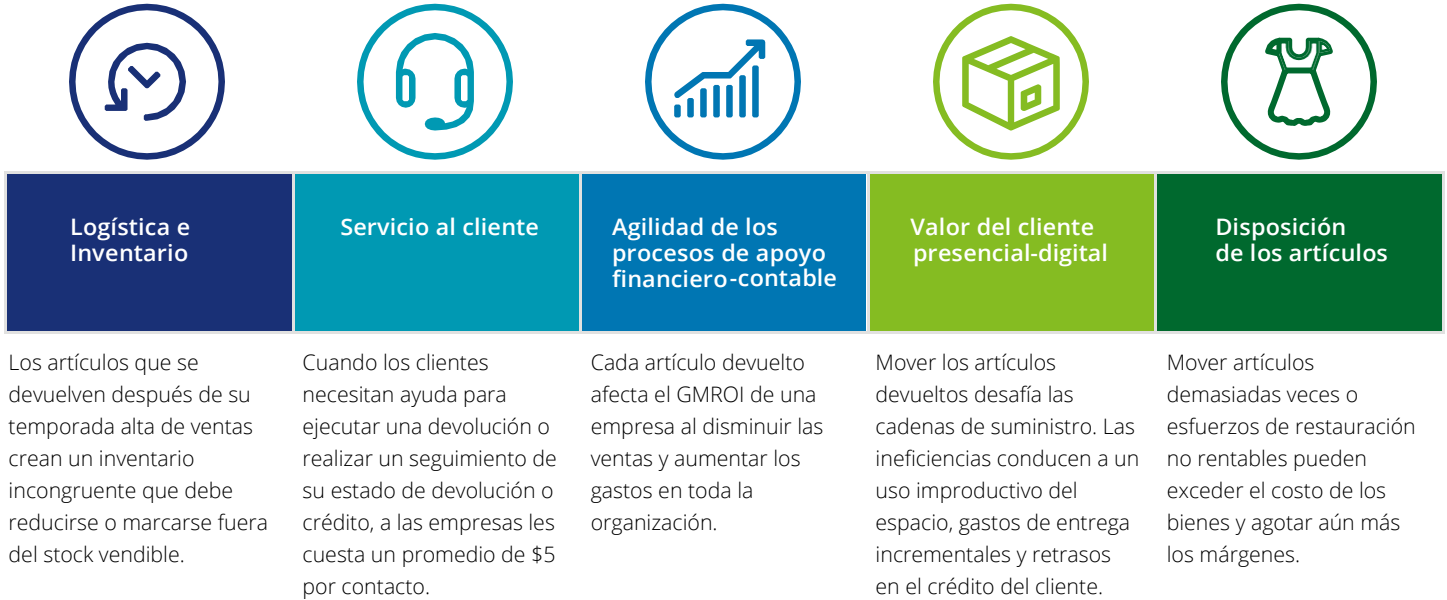 Logística e
Inventario
Servicio al cliente
Agilidad de los
procesos de apoyo
financiero-contable
Valor del cliente
presencial-digital
Disposición
de los artículos
Los artículos que se
devuelven después de su
temporada alta de ventas
crean un inventario
incongruente que debe
reducirse o marcarse fuera
del stock vendible.
Cuando los clientes
necesitan ayuda para
ejecutar una devolución o
realizar un seguimiento de
su estado de devolución o
crédito, a las empresas les
cuesta un promedio de $5
por contacto.
Cada artículo devuelto
afecta el GMROI de una
empresa al disminuir las
ventas y aumentar los
gastos en toda la
organización.
Mover los artículos
devueltos desafía las
cadenas de suministro. Las
ineficiencias conducen a un
uso improductivo del
espacio, gastos de entrega
incrementales y retrasos
en el crédito del cliente.
Mover artículos
demasiadas veces o
esfuerzos de restauración
no rentables pueden
exceder el costo de los
bienes y agotar aún más
los márgenes.